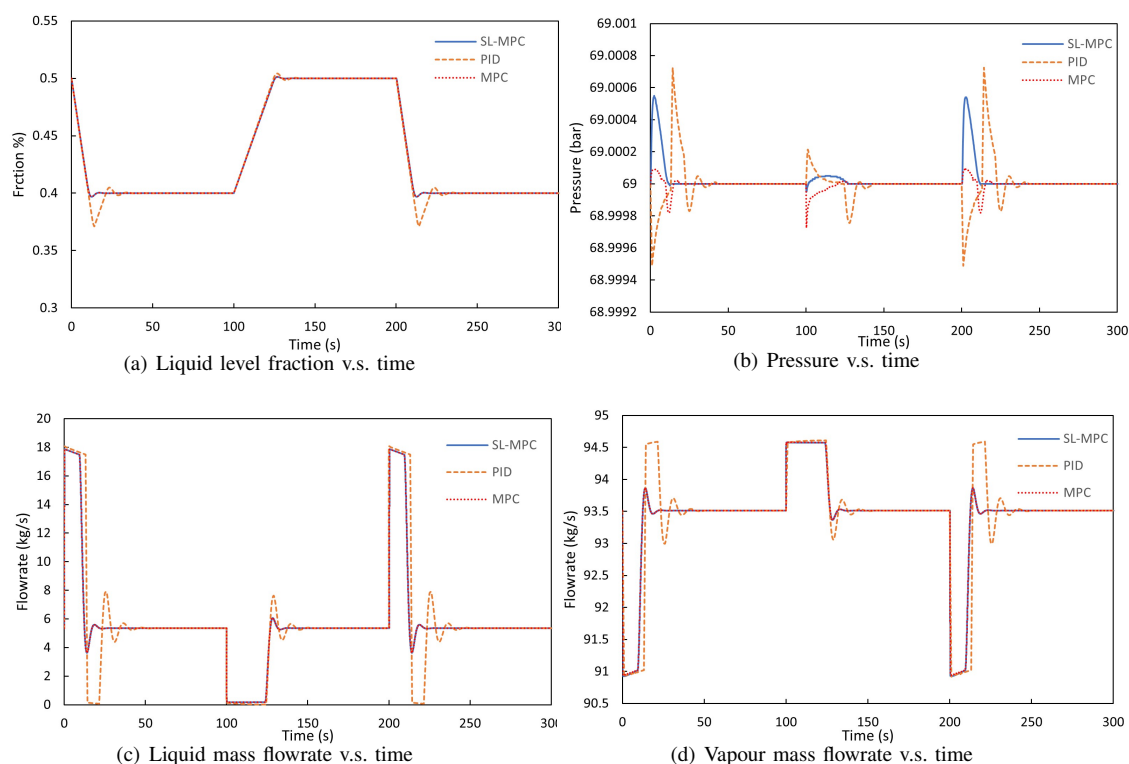 0.55
0.5
0.45
0.4
0.35
0.3
Frction %)
SL-MPC
PID
MPC
0 50 100 150 200 250 300
Time (s)
(a) Liquid level fraction v.s. time
69.001
69.0008
69.0006
69.0004
69.0002
69
68.9998
68.9996
68.9994
68.9992
Pressure (bar)
SL-MPC
PID
MPC
0 50 100 150 200 250 300
Time (s)
(b) Pressure v.s. time
20
18
16
14
12
10
8
6
4
2
0
Flowrate (kg/s)
SL-MPC
PID
MPC
0 50 100 150 200 250 300
Time (s)
(c) Liquid mass flowrate v.s. time
95
94.5
94
93.5
93
92.5
92
91.5
91
90.5
Flowrate (kg/s)
SL-MPC
PID
MPC
0 50 100 150 200 250 300
Time (s)
(d) Vapour mass flowrate v.s. time